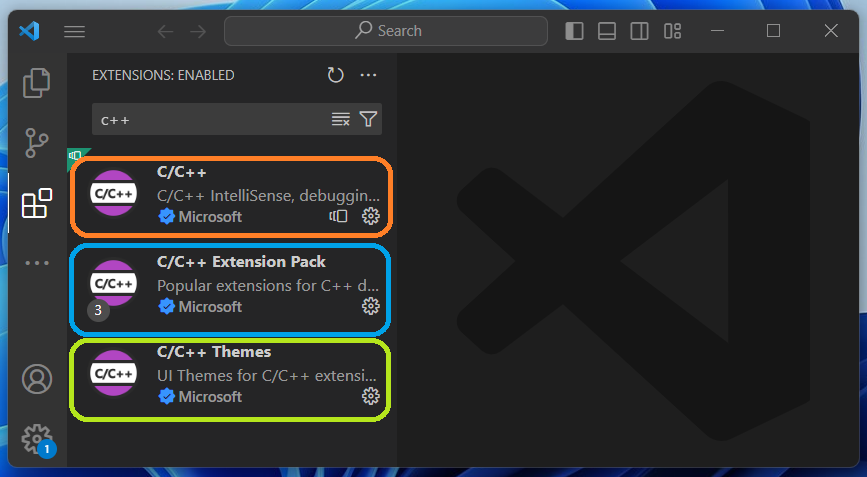 Search
EXTENSIONS: ENABLED
c++
C/C++
C/C++
C/C++ IntelliSense, debuggin...
Microsoft
C/C++
3
C/C++ Extension Pack
Popular extensions for C++ d...
Microsoft
C/C++
C/C++ Themes
UI Themes for C/C++ extensi...
Microsoft
1